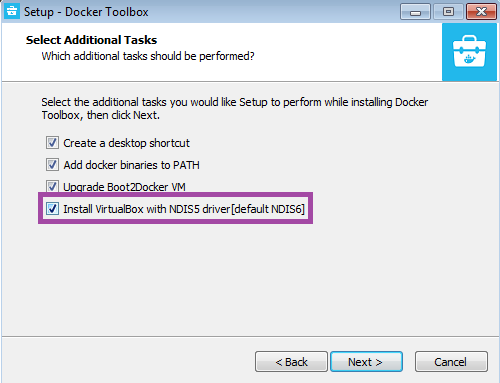 Setup - Docker Toolbox
Select Additional Tasks
Which additional tasks should be performed?
Select the additional tasks you would like Setup to perform while installing Docker
Toolbox, then click Next.
Create a desktop shortcut
Add docker binaries to PATH
Upgrade Boot2Docker VM
Install VirtualBox with NDIS5 driver[default NDIS6]
< Back
Next >
Cancel